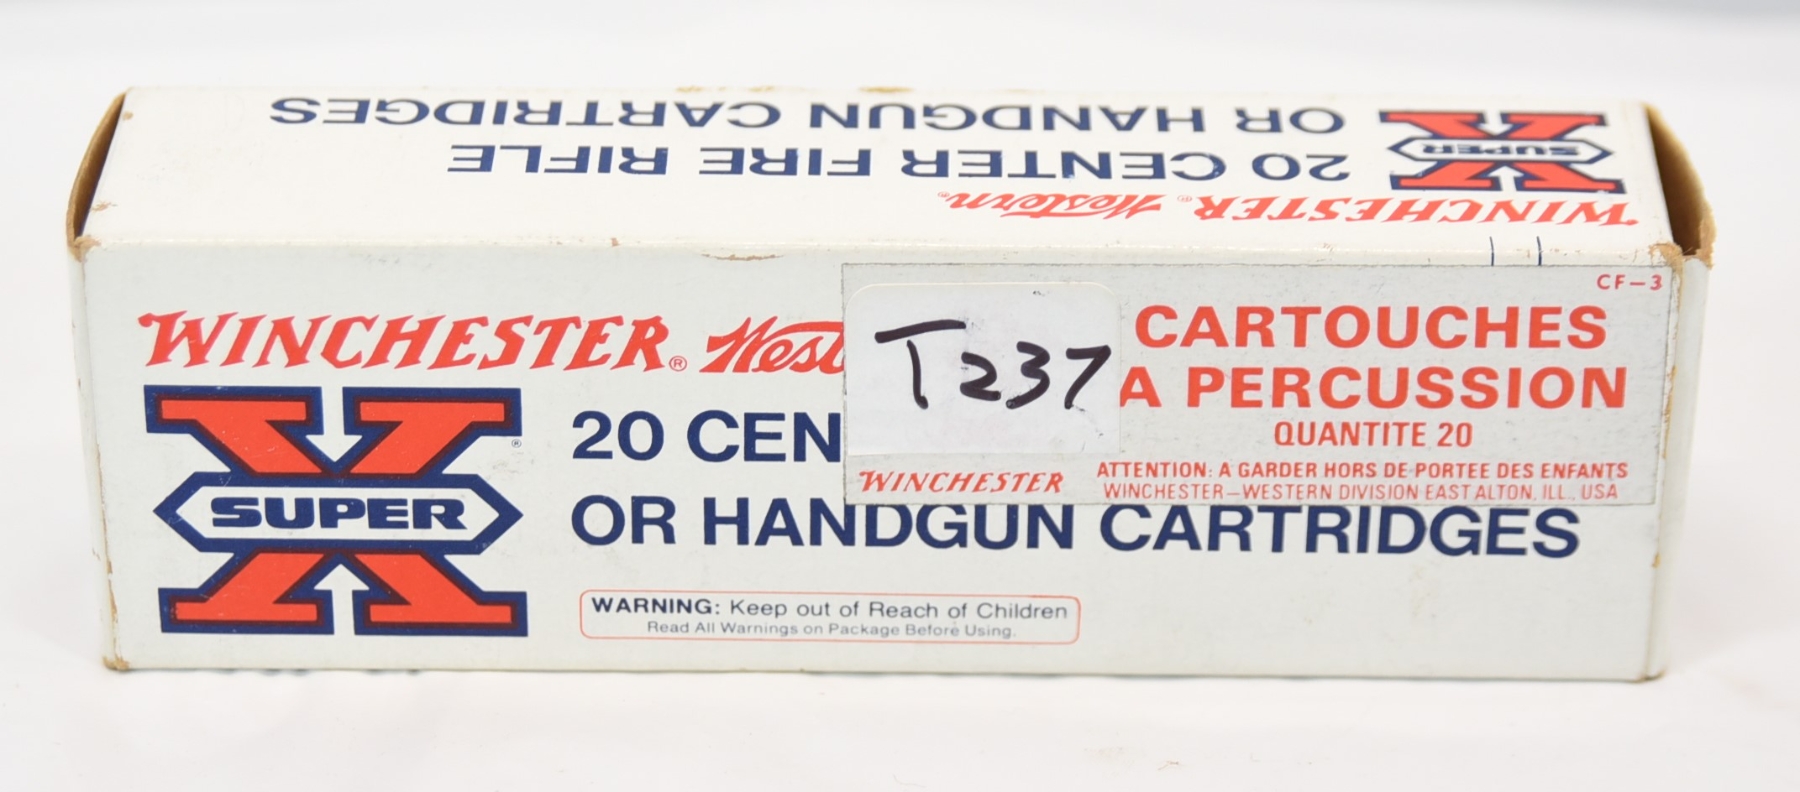 WINCHESTER® Western®
20 CENTER FIRE RIFLE
OR HANDGUN CARTRIDGES
X
SUPER
CF-3
WINCHESTER® West
X
SUPER
®
20 CEN
OR HANDGUN CARTRIDGES
WARNING: Keep out of Reach of Children
Read All Warnings on Package Before Using.
T237
CARTOUCHES
A PERCUSSION
QUANTITE 20
WINCHESTER
ATTENTION: A GARDER HORS DE PORTEE DES ENFANTS
WINCHESTER-WESTERN DIVISION EAST ALTON, ILL., USA